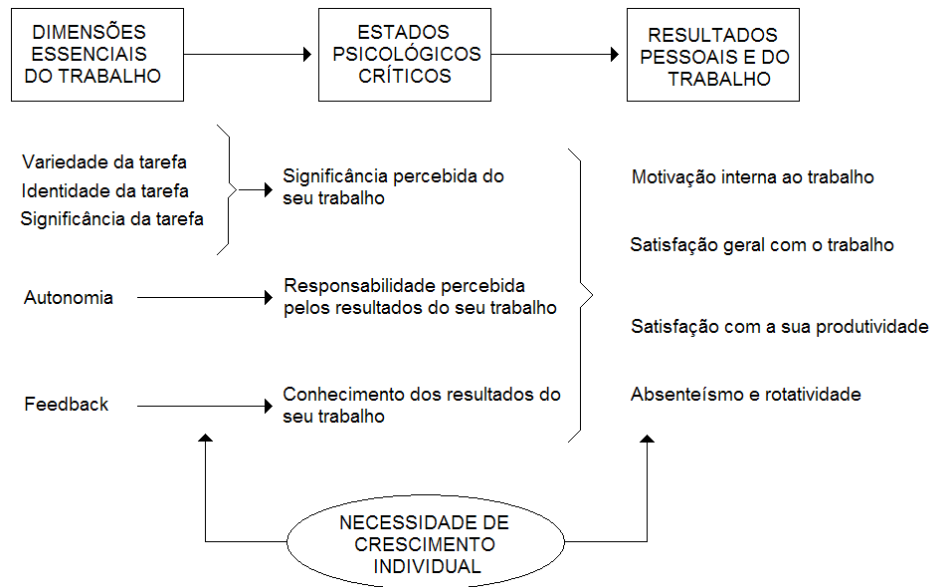 DIMENSÕES
ESSENCIAIS
DO TRABALHO
ESTADOS
PSICOLÓGICOS
CRÍTICOS
RESULTADOS
PESSOAIS E DO
TRABALHO
Variedade da tarefa
Identidade da tarefa
Significância da tarefa
Significância percebida do
seu trabalho
Autonomia
Responsabilidade percebida
pelos resultados do seu trabalho
Feedback
Conhecimento dos resultados do
seu trabalho
Motivação interna ao trabalho
Satisfação geral com o trabalho
Satisfação com a sua produtividade
Absenteísmo e rotatividade
NECESSIDADE DE
CRESCIMENTO
INDIVIDUAL